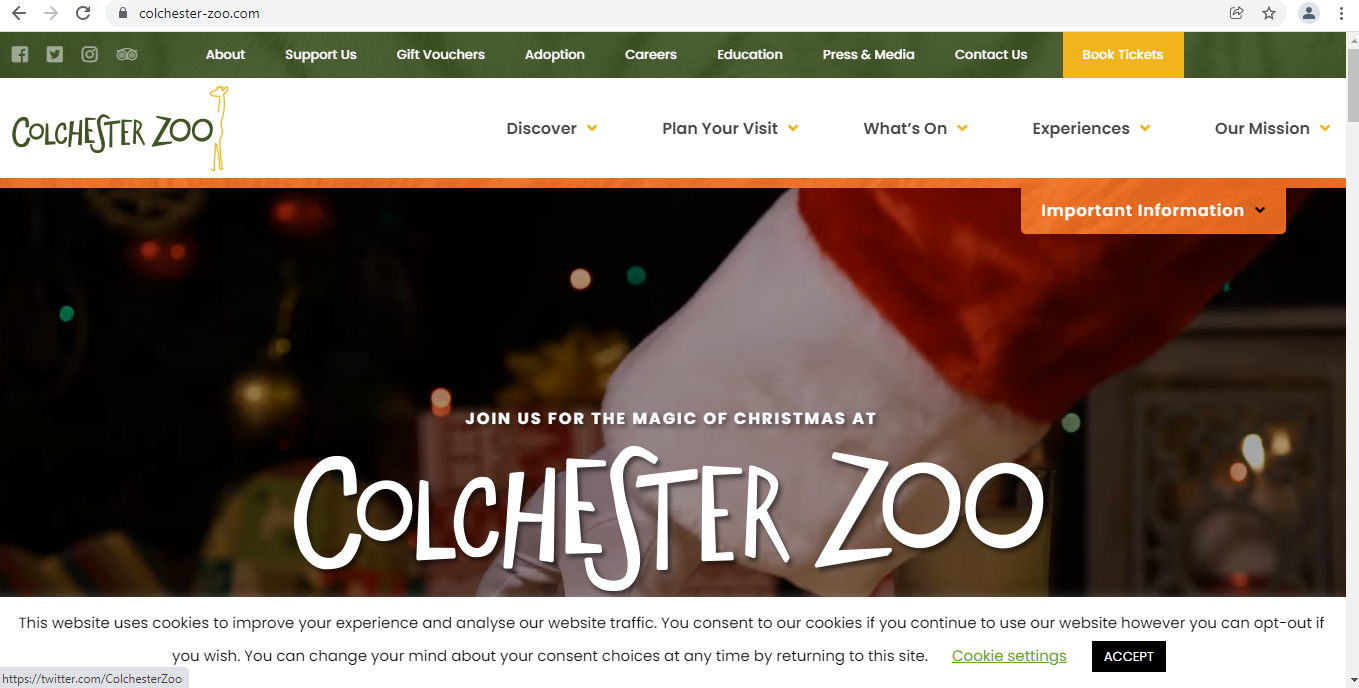 colchester-zoo.com
About Support Us Gift Vouchers Adoption Careers Education Press & Media Contact Us Book Tickets
COLCHESTER ZOO
Discover Plan Your Visit What's On Experiences Our Mission
Important Information
JOIN US FOR THE MAGIC OF CHRISTMAS AT
COLCHESTER ZOO
This website uses cookies to improve your experience and analyse our website traffic. You consent to our cookies if you continue to use our website however you can opt-out if
you wish. You can change your mind about your consent choices at any time by returning to this site. Cookie settings ACCEPT
https://twitter.com/ColchesterZoo